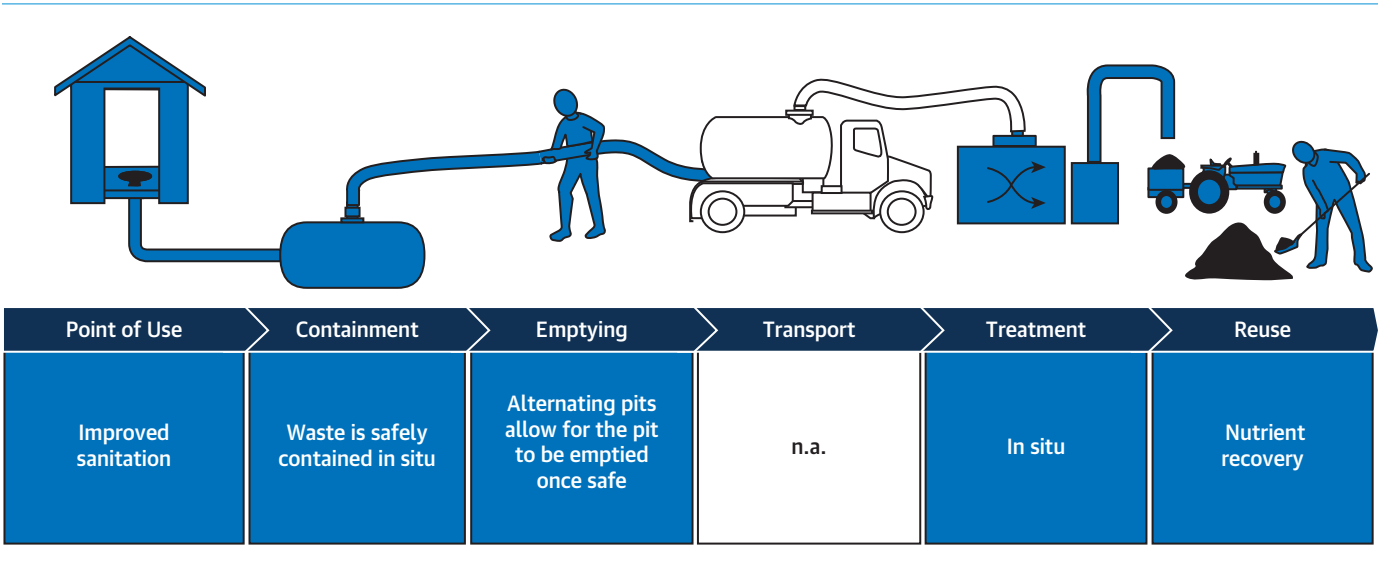 Point of Use
Containment
Emptying
Transport
Treatment
Reuse
Improved
sanitation
Waste is safely
contained in situ
Alternating pits
allow for the pit
to be emptied
once safe
n.a.
In situ
Nutrient
recovery